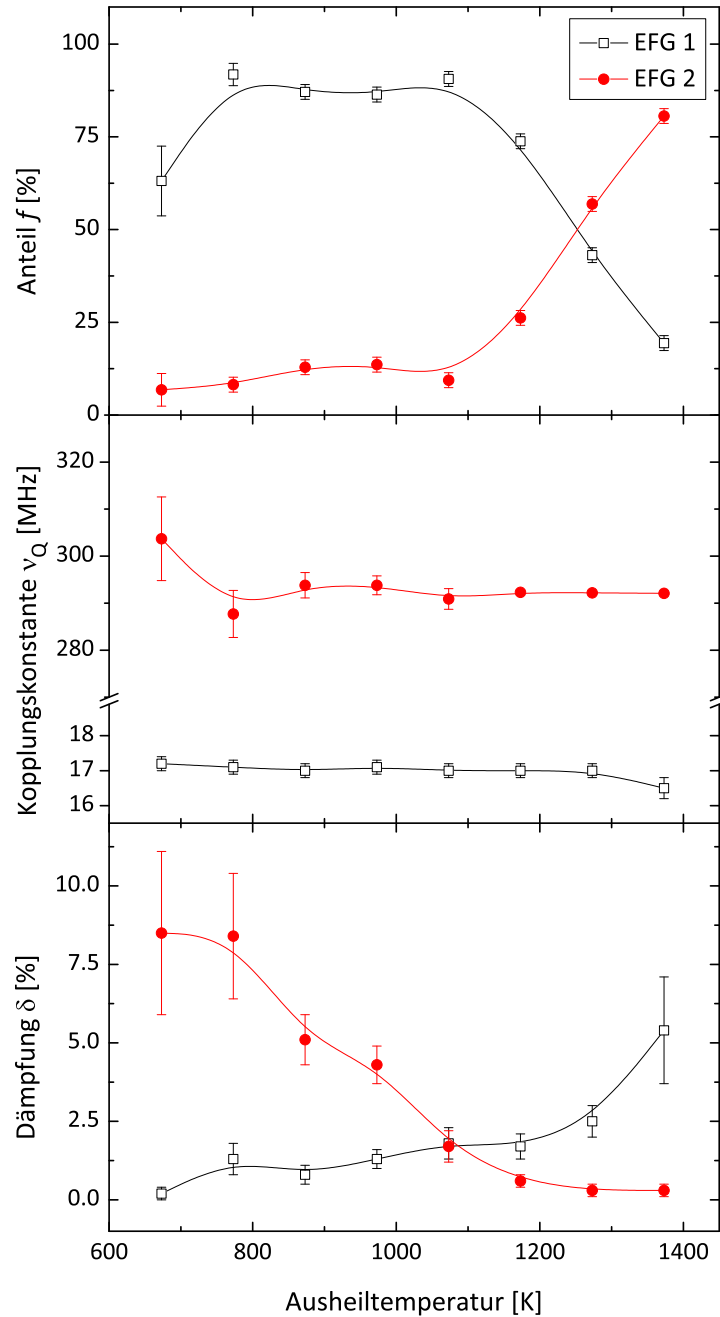 EFG 1
EFG 2
100
75
50
25
0
Anteil f [%]
320
300
280
18
17
16
Kopplungskonstante νQ [MHz]
10.0
7.5
5.0
2.5
0.0
Dämpfung δ [%]
600 800 1000 1200 1400
Ausheiltemperatur [K]